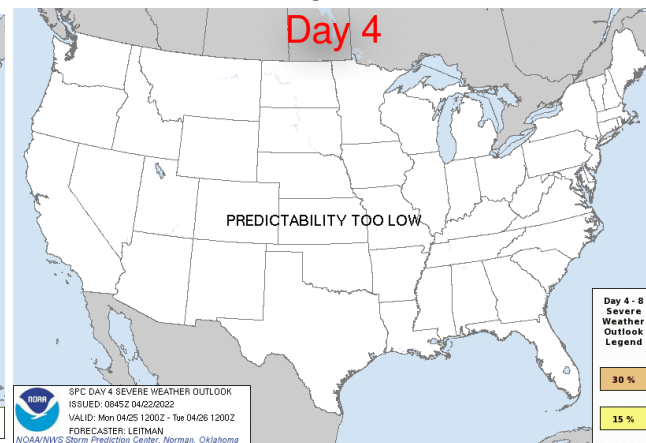 Day 4
PREDICTABILITY TOO LOW
Day 4 - 8
Severe
Weather
Outlook
Legend
30 %
15 %
NOAA
SPC DAY 4 SEVERE WEATHER OUTLOOK
ISSUED: 0845Z 04/22/2022
VALID: Mon 04/25 1200Z - Tue 04/26 1200Z
FORECASTER: LEITMAN
NOAA/NWS Storm Prediction Center, Norman, Oklahoma